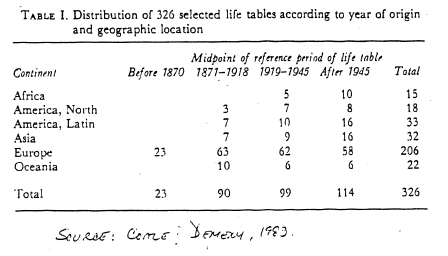 TABLE I. Distribution of 326 selected life tables according to year of origin
and geographic location
Midpoint of reference period of life table
Continent Before 1870 1871–1918 1919–1945 After 1945 Total
Africa 5 10 15
America, North 3 7 8 18
America, Latin 7 10 16 33
Asia 7 9 16 32
Europe 23 63 62 58 206
Oceania 10 6 6 22
Total 23 90 99 114 326
SOURCE: COALE : DEMENY, 1983.